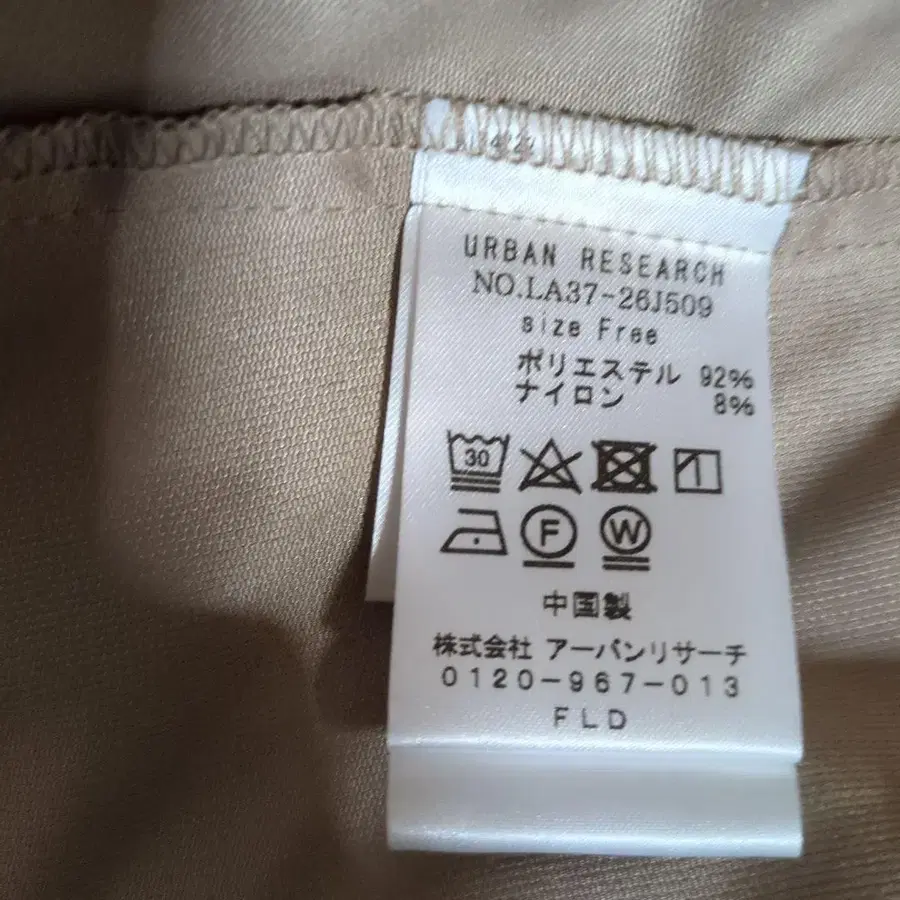 URBAN RESEARCH
NO.LA37-26J509
size Free
ポリエステル 92%
ナイロン 8%
30
F W
中国製
株式会社 アーバンリサーチ
0120-967-013
FLD